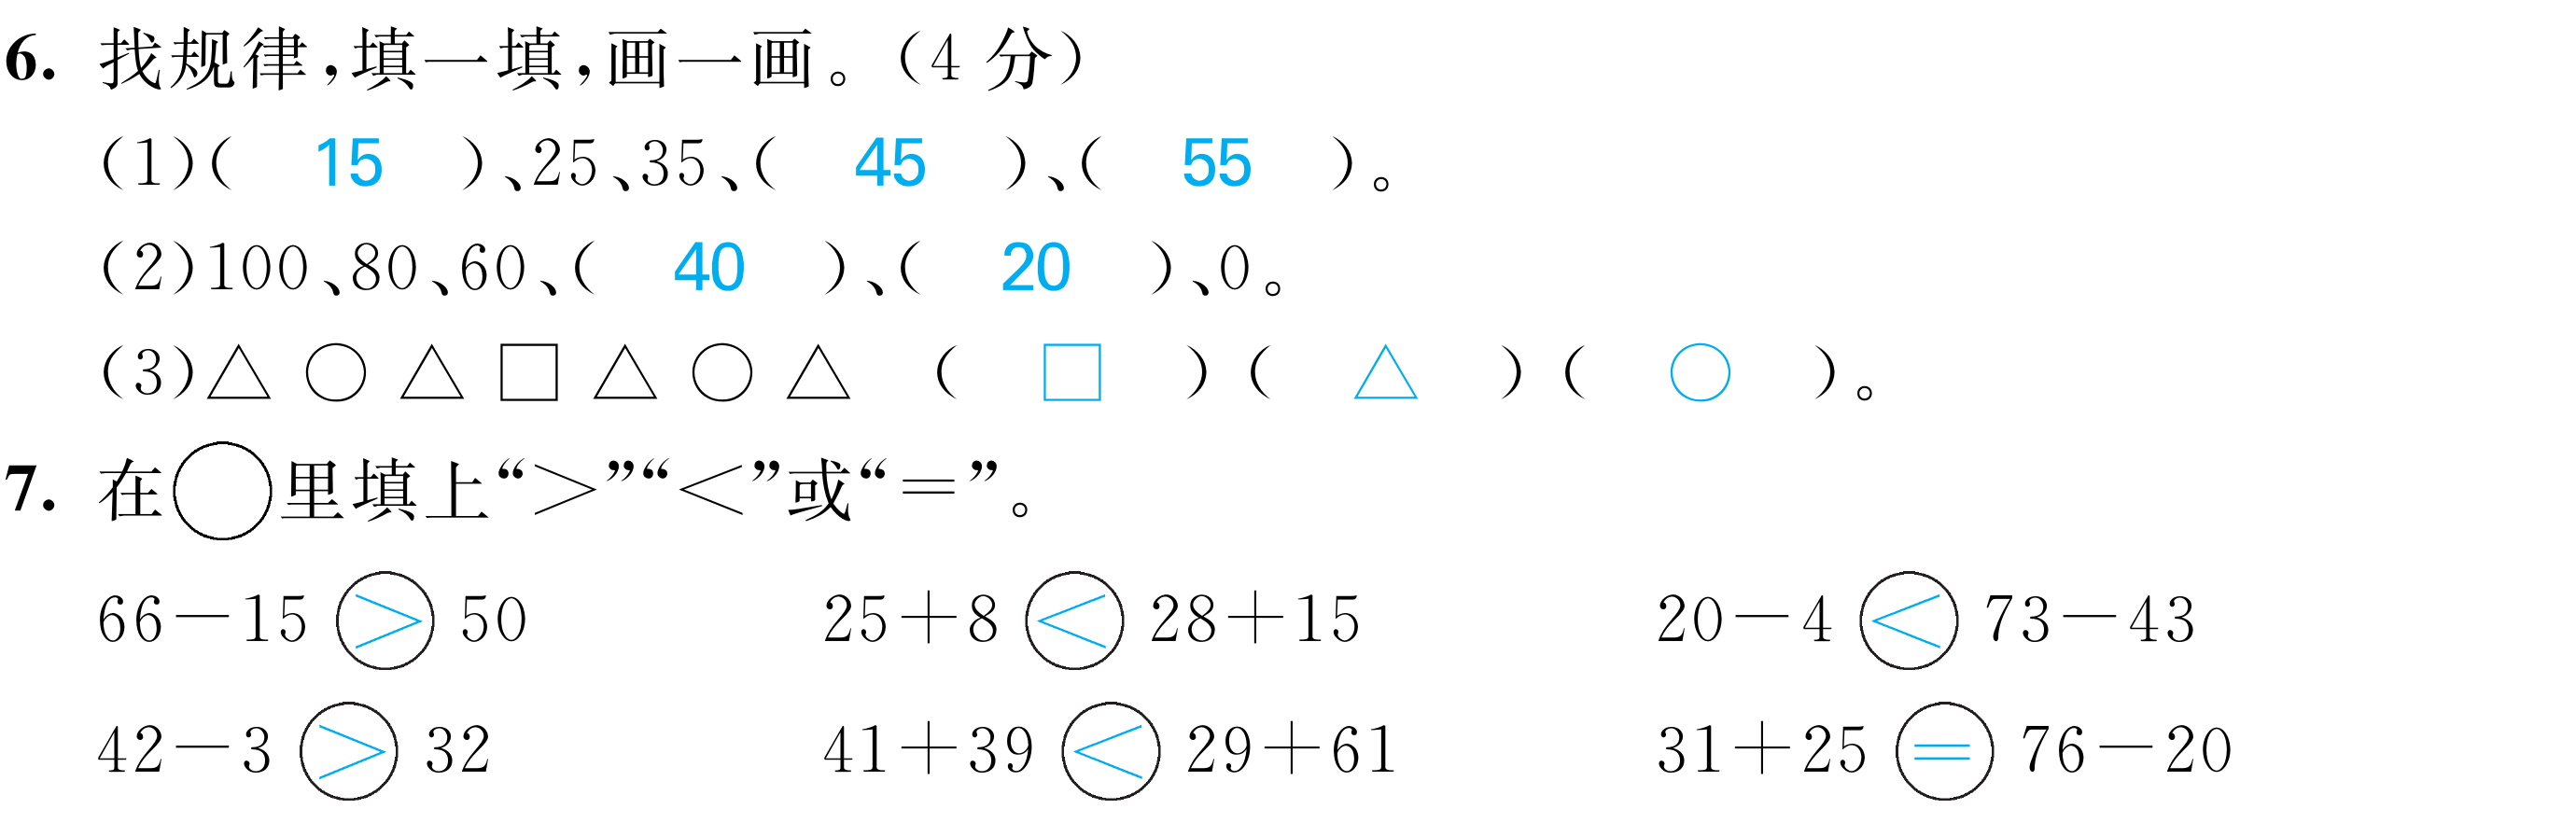 6. 找规律,填一填,画一画。(4 分)
(1)( 15 )、25、35、( 45 )、( 55 )。
(2)100、80、60、( 40 )、( 20 )、0。
(3)△ ○ △ □ △ ○ △ ( □ )( △ )( ○ )。
7. 在○里填上“>”“<”或“=”。
66-15 > 50 25+8 < 28+15 20-4 < 73-43
42-3 > 32 41+39 < 29+61 31+25 = 76-20